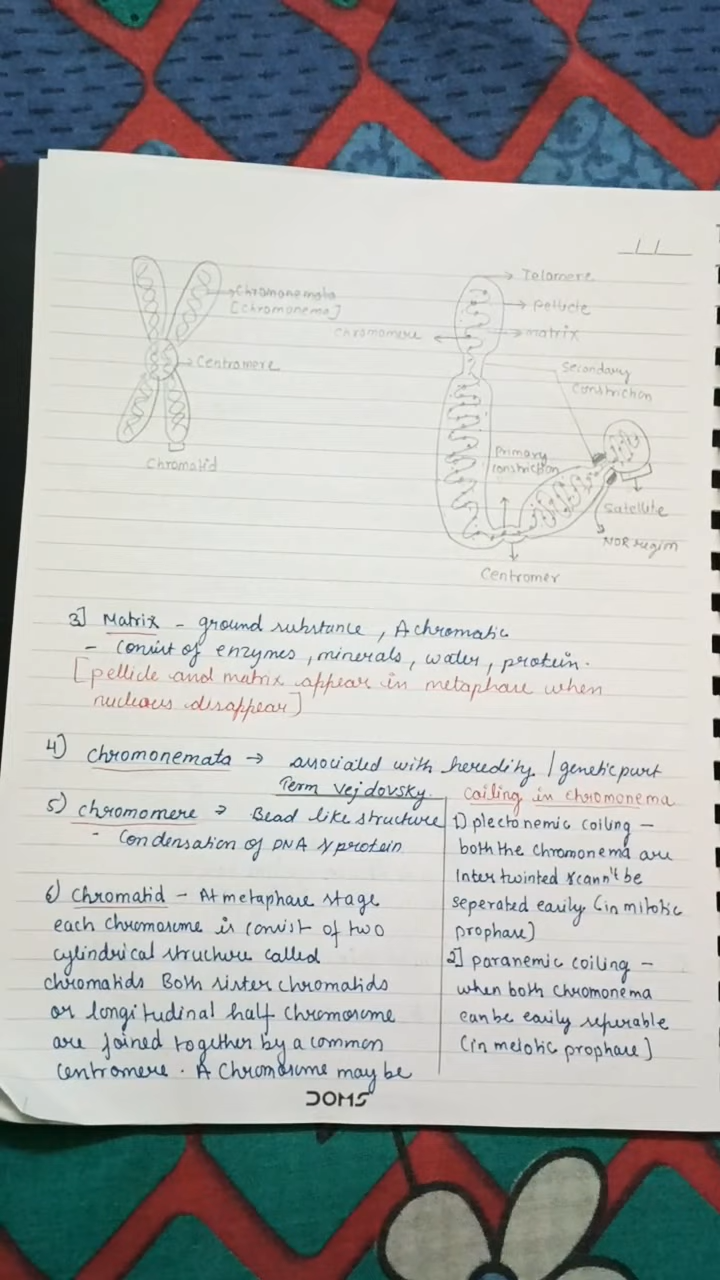 Chromonemata
[Chromonema]
Centromere
Chromatid
Telomere
pellicle
chromomere
matrix
Secondary
constriction
Primary
constriction
Satellite
NOR regim
Centromer
3] Matrix - ground substance, Achromatic
- consist of enzymes, minerals, water, protein.
[pellicle and matrix appear in metaphase when
nucleous disappear]
4) chromonemata → associated with heredity / genetic part
Term Vejdovsky.
5) chromomere → Bead like structure
- condensation of DNA & protein
6) chromatid - At metaphase stage
each chromosome is consist of two
cylindrical structure called
chromatids Both sister chromatids
or longitudinal half chromosome
are joined together by a common
centromere. A chromosome may be
coiling in chromonema
1) plectonemic coiling -
both the chromonema are
Inter twinted & cann't be
seperated easily (in mitotic
prophase]
2] paranemic coiling -
when both chromonema
can be easily seperable
(in meiotic prophase]
DOMS